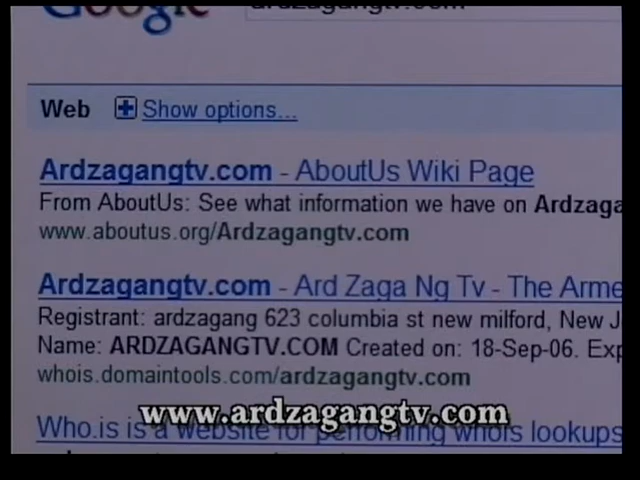 Google ardzagangtv.com
Web + Show options...
Ardzagangtv.com - AboutUs Wiki Page
From AboutUs: See what information we have on Ardzaga
www.aboutus.org/Ardzagangtv.com
Ardzagangtv.com - Ard Zaga Ng Tv - The Arme
Registrant: ardzagang 623 columbia st new milford, New J
Name: ARDZAGANGTV.COM Created on: 18-Sep-06. Exp
whois.domaintools.com/ardzagangtv.com
www.ardzagangtv.com
Who.is is a website for performing whois lookups